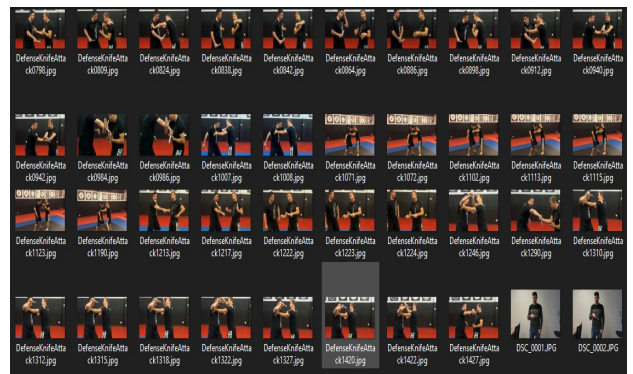 DefenseKnifeAtta DefenseKnifeAtta DefenseKnifeAtta DefenseKnifeAtta DefenseKnifeAtta DefenseKnifeAtta DefenseKnifeAtta DefenseKnifeAtta DefenseKnifeAtta DefenseKnifeAtta
ck0798.jpg ck0809.jpg ck0824.jpg ck0838.jpg ck0842.jpg ck0864.jpg ck0886.jpg ck0898.jpg ck0912.jpg ck0940.jpg
DefenseKnifeAtta DefenseKnifeAtta DefenseKnifeAtta DefenseKnifeAtta DefenseKnifeAtta DefenseKnifeAtta DefenseKnifeAtta DefenseKnifeAtta DefenseKnifeAtta DefenseKnifeAtta
ck0942.jpg ck0984.jpg ck0986.jpg ck1007.jpg ck1008.jpg ck1071.jpg ck1072.jpg ck1102.jpg ck1113.jpg ck1115.jpg
DefenseKnifeAtta DefenseKnifeAtta DefenseKnifeAtta DefenseKnifeAtta DefenseKnifeAtta DefenseKnifeAtta DefenseKnifeAtta DefenseKnifeAtta DefenseKnifeAtta DefenseKnifeAtta
ck1123.jpg ck1190.jpg ck1213.jpg ck1217.jpg ck1222.jpg ck1223.jpg ck1224.jpg ck1246.jpg ck1290.jpg ck1310.jpg
DefenseKnifeAtta DefenseKnifeAtta DefenseKnifeAtta DefenseKnifeAtta DefenseKnifeAtta DefenseKnifeAtta DefenseKnifeAtta DefenseKnifeAtta DSC_0001.JPG DSC_0002.JPG
ck1312.jpg ck1315.jpg ck1318.jpg ck1322.jpg ck1327.jpg ck1420.jpg ck1422.jpg ck1427.jpg